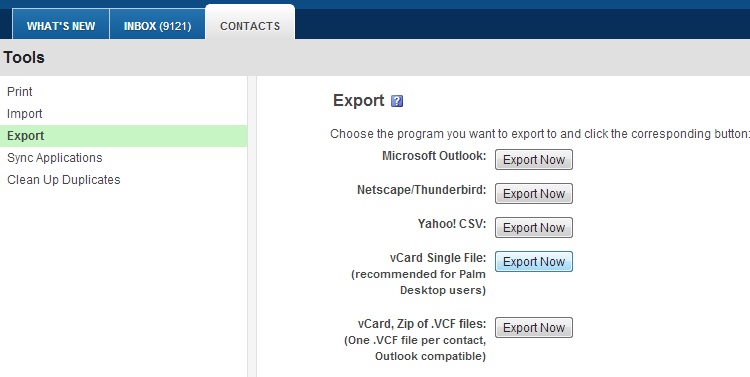 WHAT'S NEW INBOX (9121) CONTACTS
Tools
Print
Import
Export
Sync Applications
Clean Up Duplicates
Export ?
Choose the program you want to export to and click the corresponding button:
Microsoft Outlook: Export Now
Netscape/Thunderbird: Export Now
Yahoo! CSV: Export Now
vCard Single File: Export Now
(recommended for Palm
Desktop users)
vCard, Zip of .VCF files: Export Now
(One .VCF file per contact,
Outlook compatible)